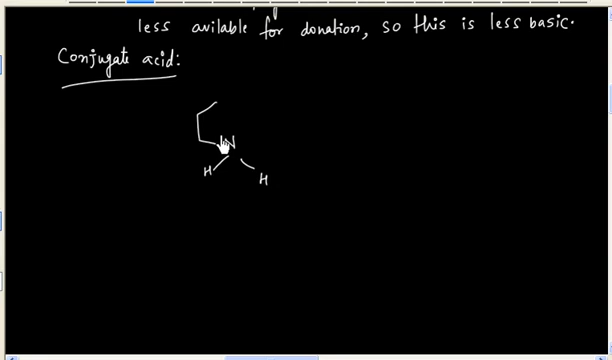 less avilable for donation, so this is less basic.
Conjugate acid:
N
H
H